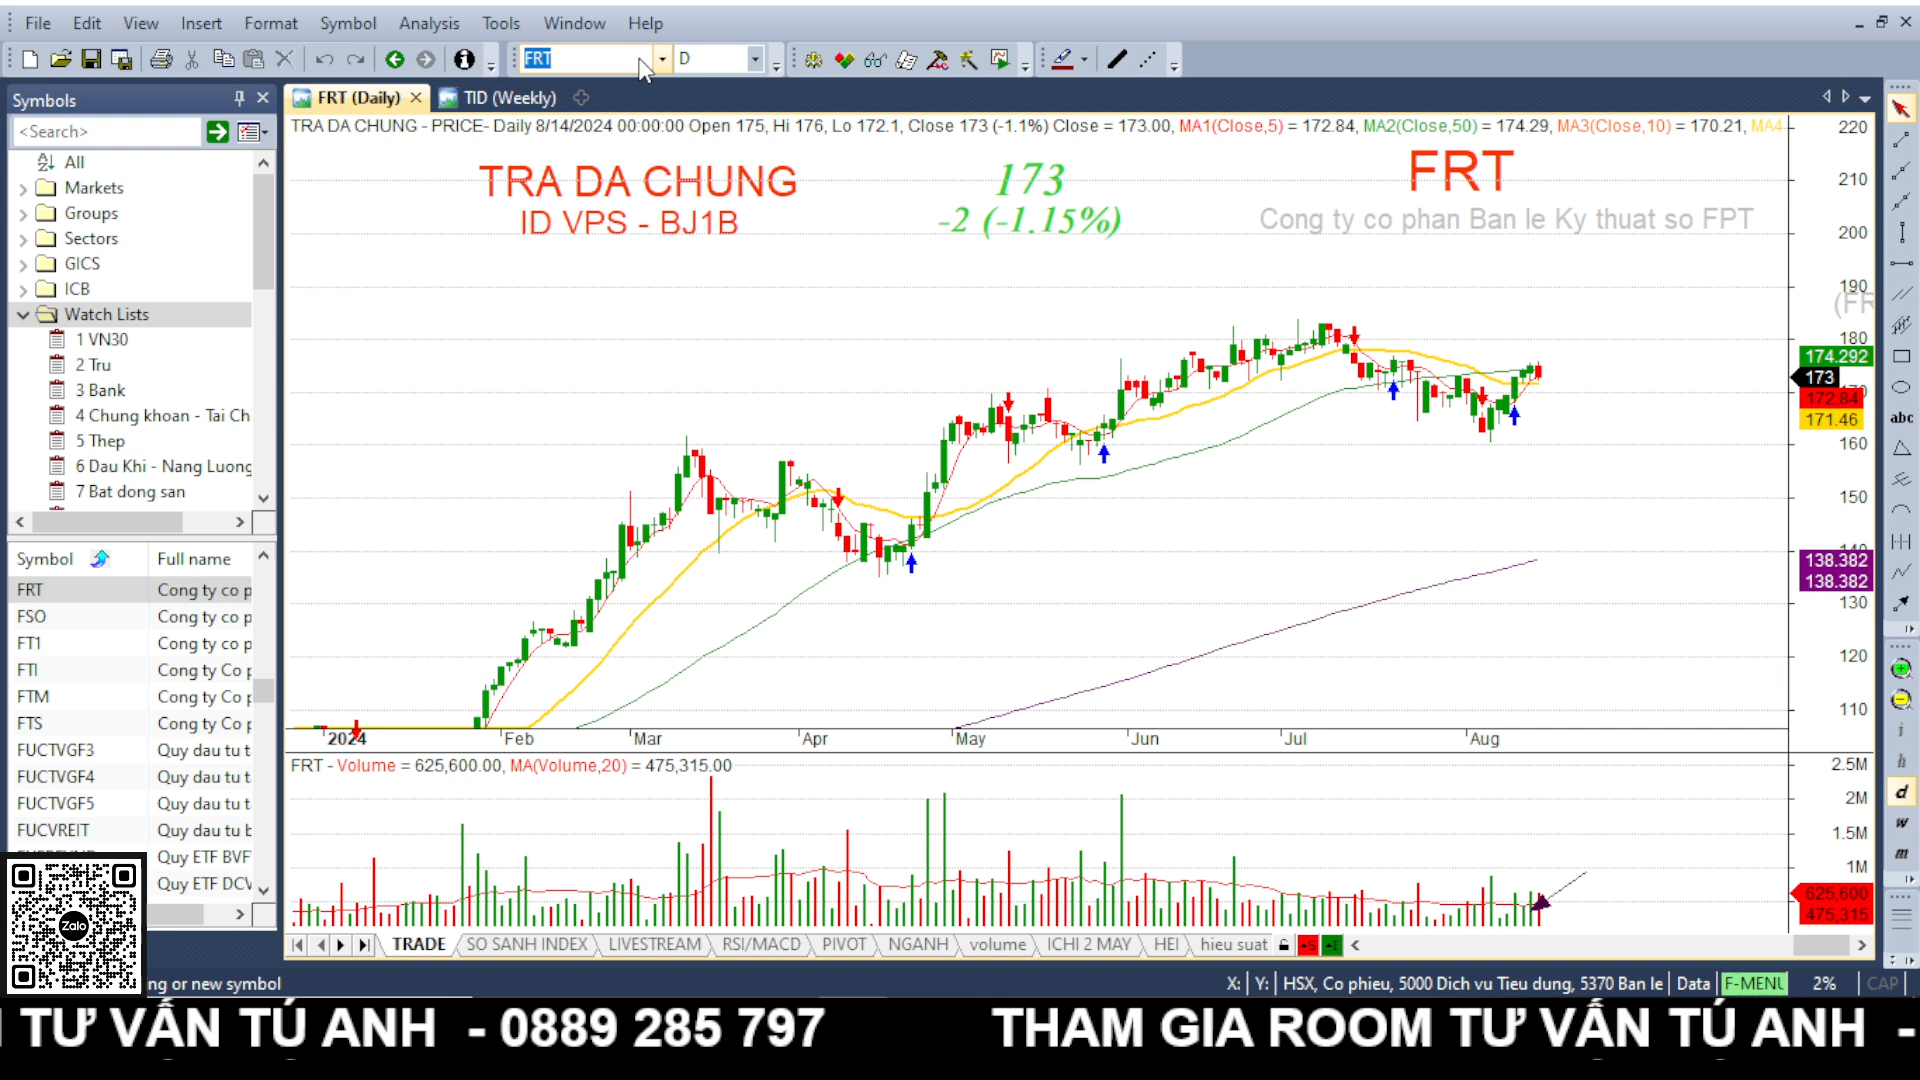 File Edit View Insert Format Symbol Analysis Tools Window Help
FRT D
Symbols
FRT (Daily) TID (Weekly)
<Search>
TRA DA CHUNG - PRICE- Daily 8/14/2024 00:00:00 Open 175, Hi 176, Lo 172.1, Close 173 (-1.1%) Close = 173.00, MA1(Close,5) = 172.84, MA2(Close,50) = 174.29, MA3(Close,10) = 170.21, MA4
All
Markets
Groups
Sectors
GICS
ICB
Watch Lists
1 VN30
2 Tru
3 Bank
4 Chung khoan - Tai Ch
5 Thep
6 Dau Khi - Nang Luong
7 Bat dong san
TRA DA CHUNG
ID VPS - BJ1B
173
-2 (-1.15%)
FRT
Cong ty co phan Ban le Ky thuat so FPT
(FR
220
210
200
190
180
174.292
173
170
172.84
171.46
160
150
140
138.382
138.382
130
120
110
2024 Feb Mar Apr May Jun Jul Aug
Symbol Full name
FRT Cong ty co p
FSO Cong ty co p
FT1 Cong ty co p
FTI Cong ty Co p
FTM Cong ty Co p
FTS Cong ty Co p
FUCTVGF3 Quy dau tu t
FUCTVGF4 Quy dau tu t
FUCTVGF5 Quy dau tu t
FUCVREIT Quy dau tu b
Quy ETF BVF
Quy ETF DCV
FRT - Volume = 625,600.00, MA(Volume,20) = 475,315.00
2.5M
2M
1.5M
1M
625,600
475,315
abc
i
h
d
w
m
Zalo
TRADE SO SANH INDEX LIVESTREAM RSI/MACD PIVOT NGANH volume ICHI 2 MAY HEI hieu suat
ng or new symbol
X: Y: HSX, Co phieu, 5000 Dich vu Tieu dung, 5370 Ban le Data F-MENU 2% CAP
TƯ VẤN TÚ ANH - 0889 285 797 THAM GIA ROOM TƯ VẤN TÚ ANH -